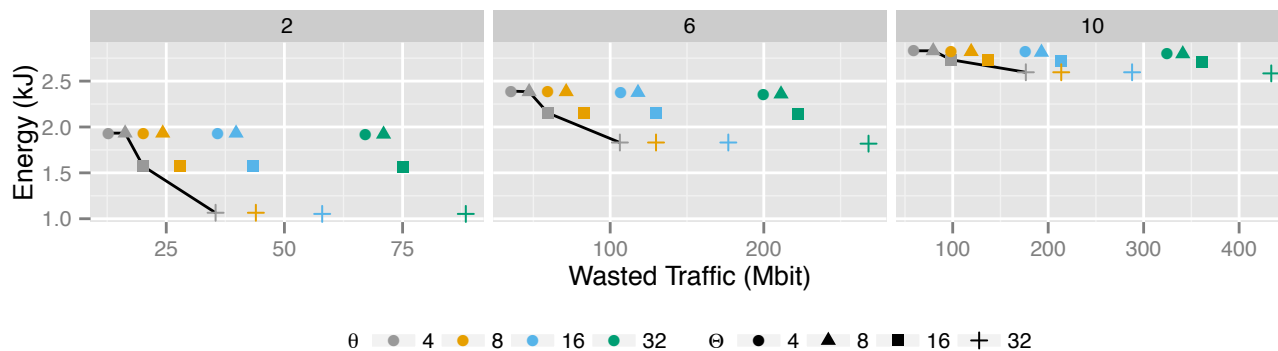 2 6 10
Energy (kJ)
2.5
2.0
1.5
1.0
25 50 75 100 200 100 200 300 400
Wasted Traffic (Mbit)
θ 4 8 16 32 Θ 4 8 16 32